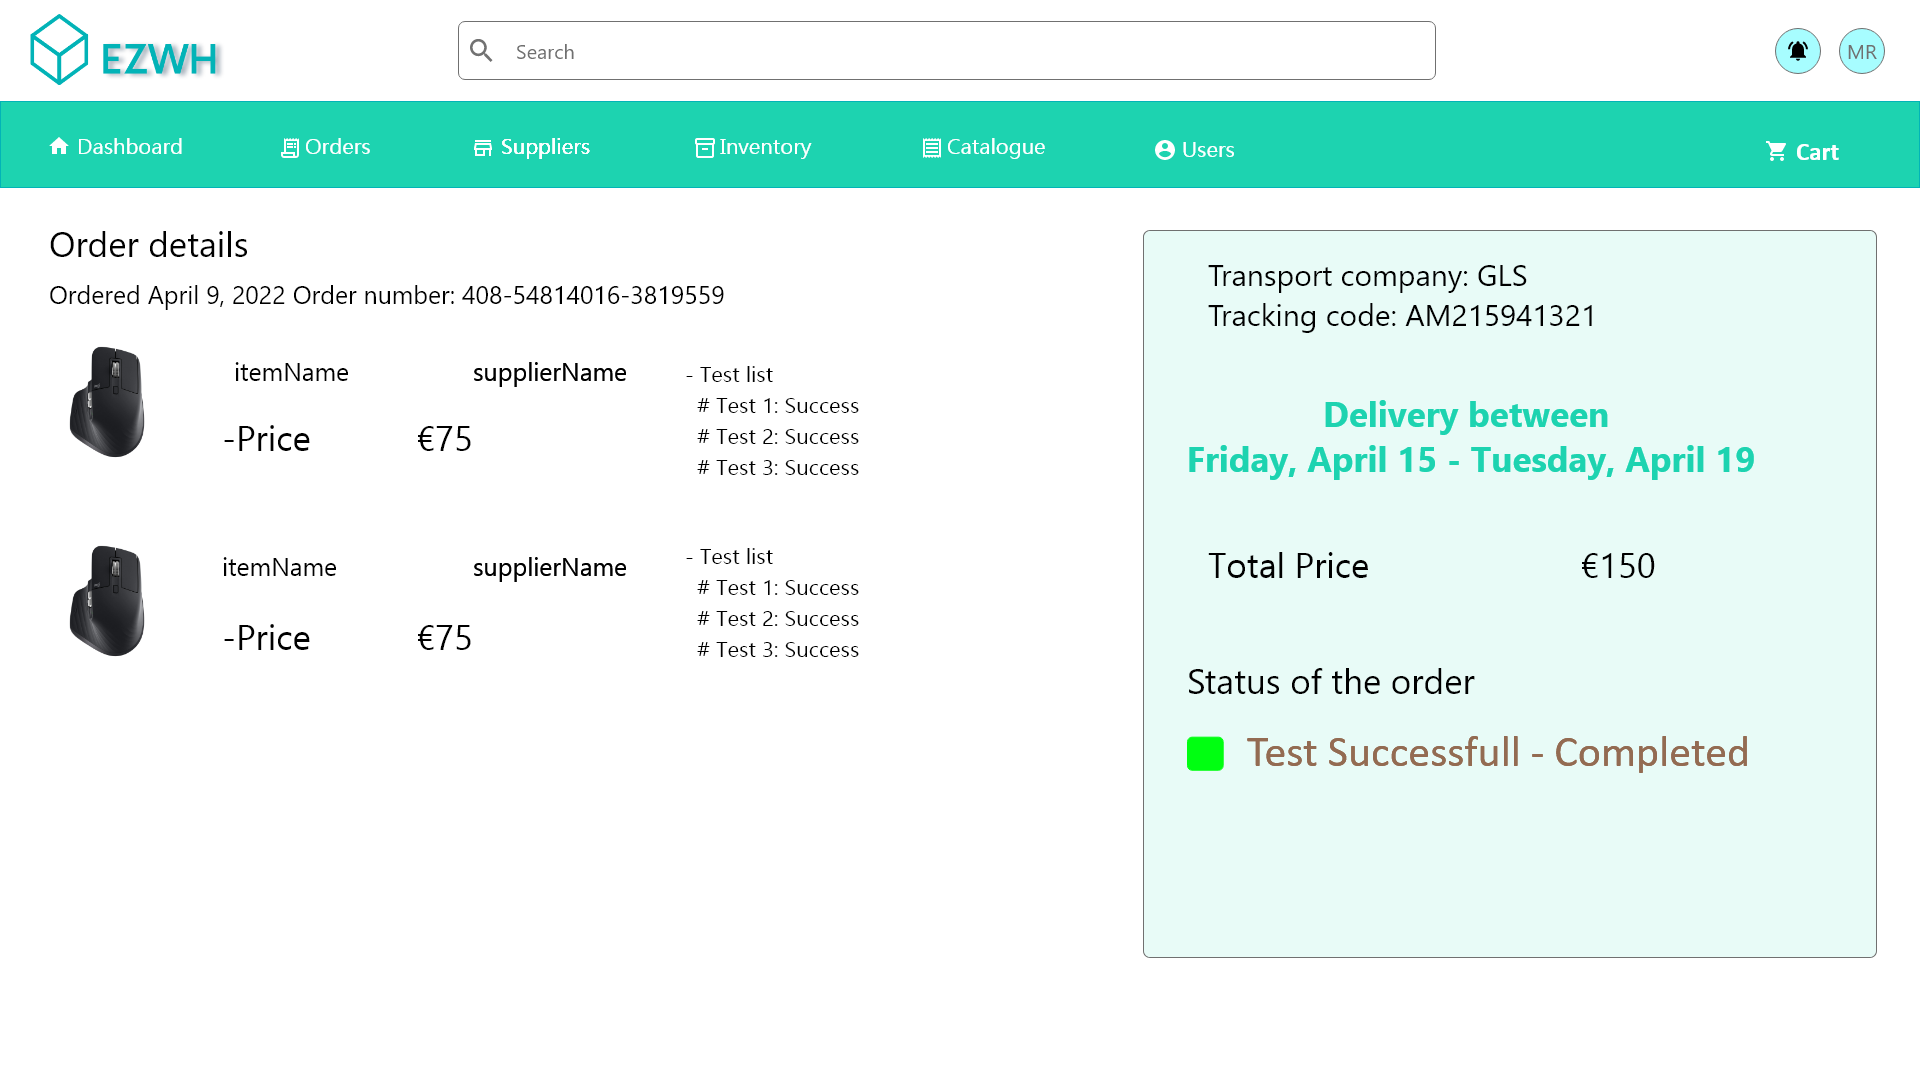 EZWH
Search
MR
Dashboard
Orders
Suppliers
Inventory
Catalogue
Users
Cart
Order details
Ordered April 9, 2022 Order number: 408-54814016-3819559
itemName
supplierName
-Price
€75
- Test list
# Test 1: Success
# Test 2: Success
# Test 3: Success
itemName
supplierName
-Price
€75
- Test list
# Test 1: Success
# Test 2: Success
# Test 3: Success
Transport company: GLS
Tracking code: AM215941321
Delivery between
Friday, April 15 - Tuesday, April 19
Total Price
€150
Status of the order
Test Successfull - Completed